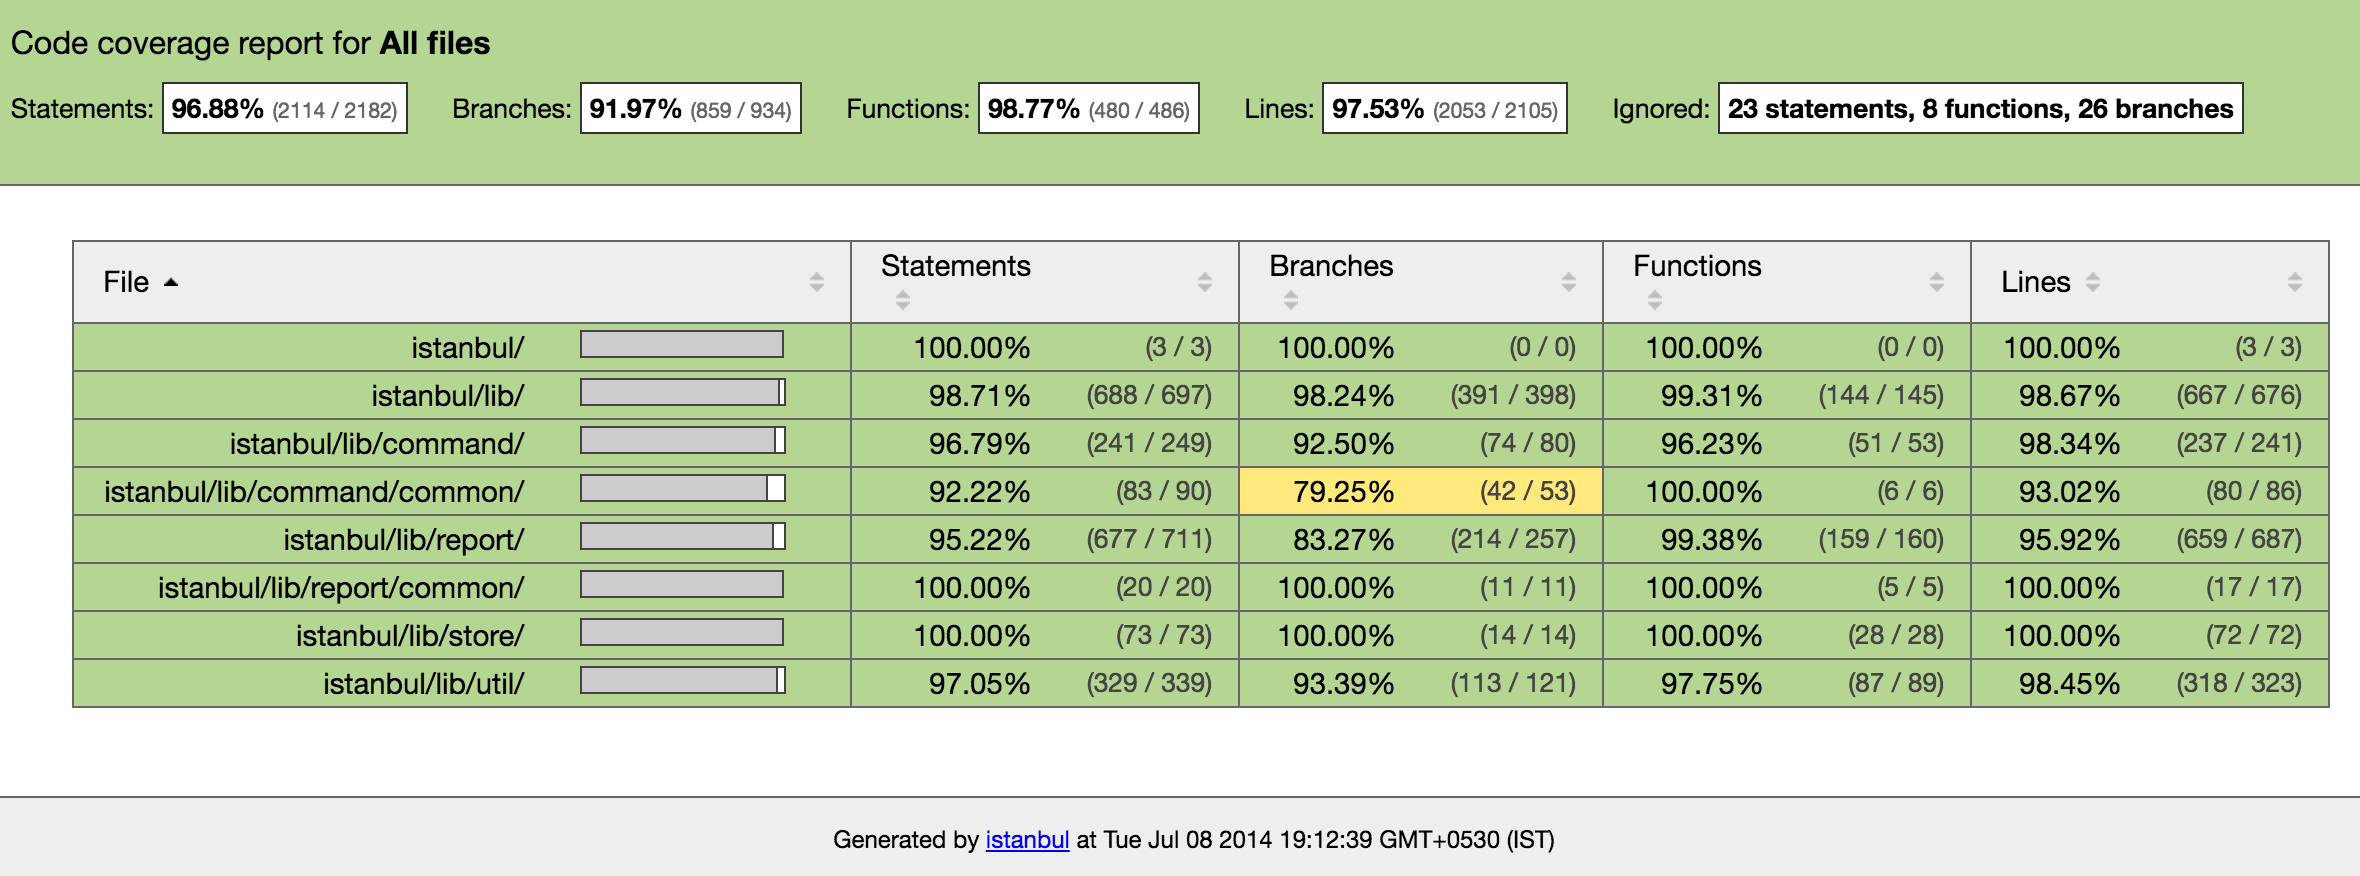 Code coverage report for All files
Statements: 96.88% (2114 / 2182) Branches: 91.97% (859 / 934) Functions: 98.77% (480 / 486) Lines: 97.53% (2053 / 2105) Ignored: 23 statements, 8 functions, 26 branches
File Statements Branches Functions Lines
istanbul/ 100.00% (3 / 3) 100.00% (0 / 0) 100.00% (0 / 0) 100.00% (3 / 3)
istanbul/lib/ 98.71% (688 / 697) 98.24% (391 / 398) 99.31% (144 / 145) 98.67% (667 / 676)
istanbul/lib/command/ 96.79% (241 / 249) 92.50% (74 / 80) 96.23% (51 / 53) 98.34% (237 / 241)
istanbul/lib/command/common/ 92.22% (83 / 90) 79.25% (42 / 53) 100.00% (6 / 6) 93.02% (80 / 86)
istanbul/lib/report/ 95.22% (677 / 711) 83.27% (214 / 257) 99.38% (159 / 160) 95.92% (659 / 687)
istanbul/lib/report/common/ 100.00% (20 / 20) 100.00% (11 / 11) 100.00% (5 / 5) 100.00% (17 / 17)
istanbul/lib/store/ 100.00% (73 / 73) 100.00% (14 / 14) 100.00% (28 / 28) 100.00% (72 / 72)
istanbul/lib/util/ 97.05% (329 / 339) 93.39% (113 / 121) 97.75% (87 / 89) 98.45% (318 / 323)
Generated by istanbul at Tue Jul 08 2014 19:12:39 GMT+0530 (IST)